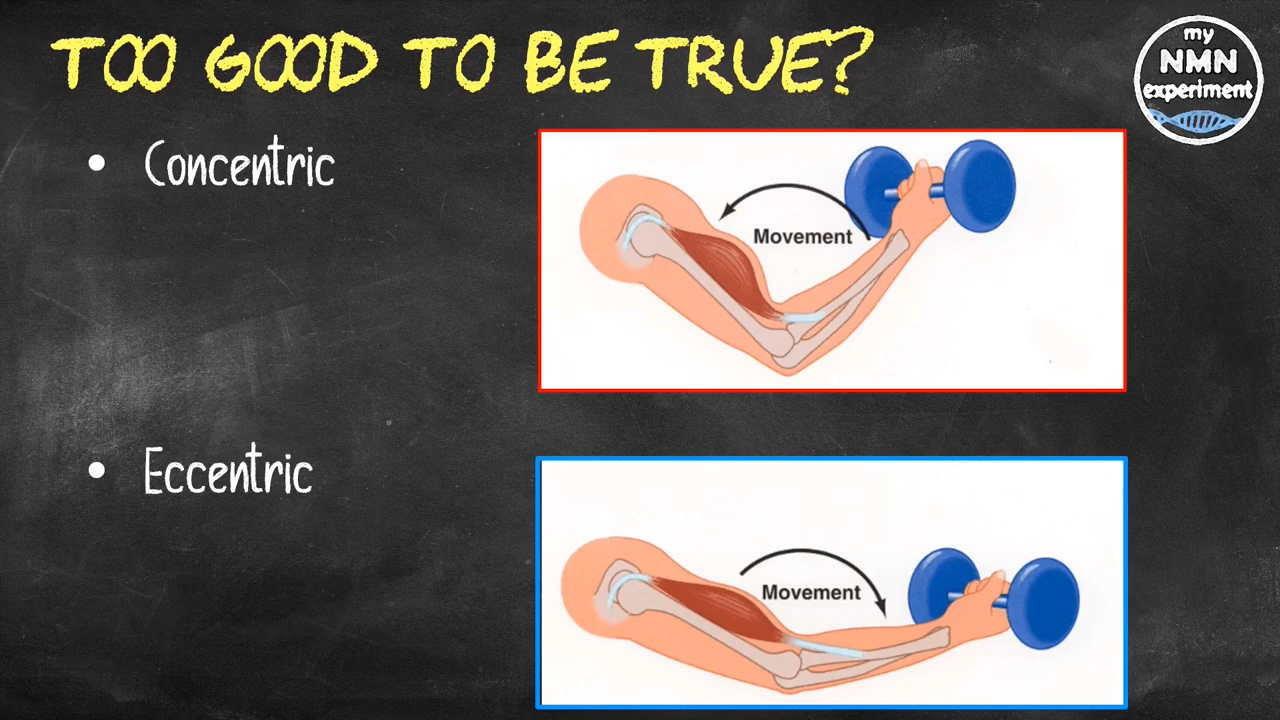 TOO GOOD TO BE TRUE?
my
NMN
experiment
• Concentric
Movement
• Eccentric
Movement